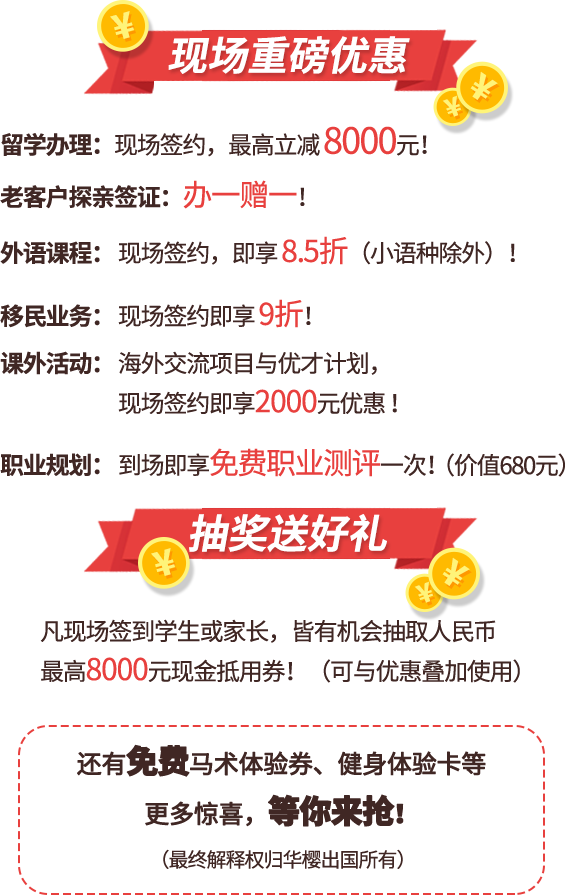 现场重磅优惠
留学办理：现场签约，最高立减8000元！
老客户探亲签证：办一赠一！
外语课程：现场签约，即享8.5折（小语种除外）！
移民业务：现场签约即享9折！
课外活动：海外交流项目与优才计划，
现场签约即享2000元优惠！
职业规划：到场即享免费职业测评一次！（价值680元）
抽奖送好礼
凡现场签到学生或家长，皆有机会抽取人民币
最高8000元现金抵用券！（可与优惠叠加使用）
还有免费马术体验券、健身体验卡等
更多惊喜，等你来抢！
（最终解释权归华樱出国所有）